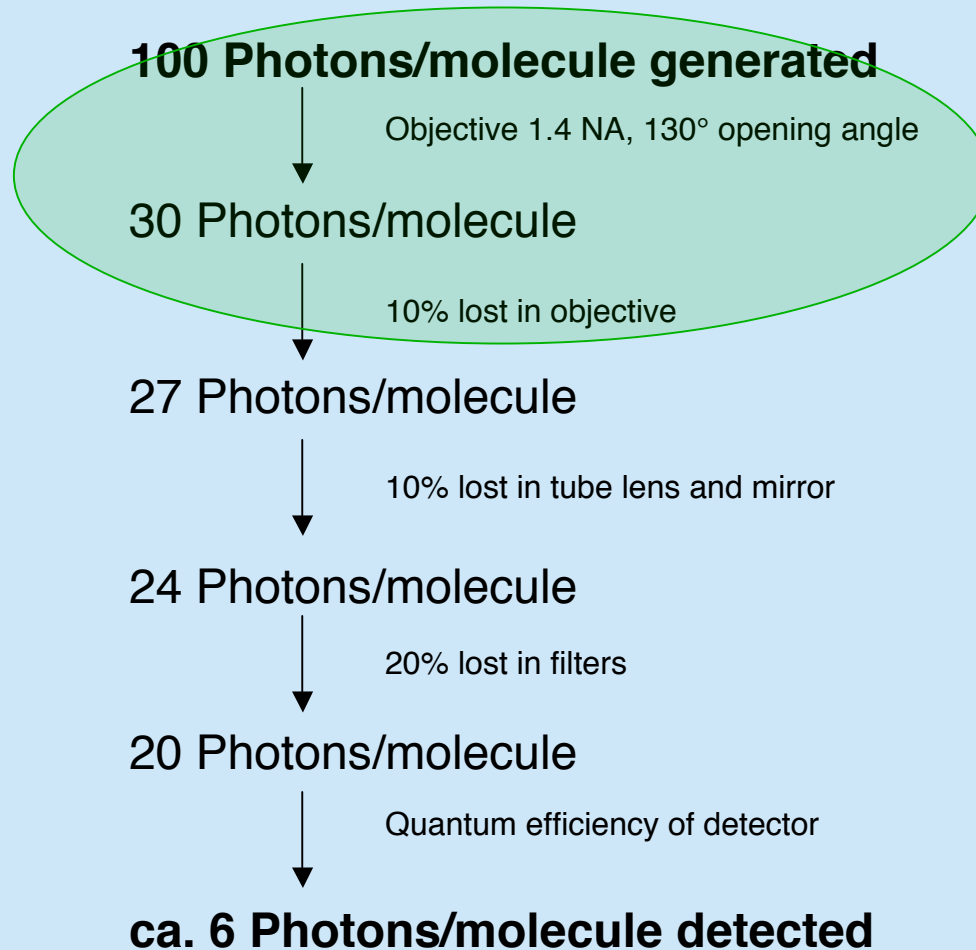 100 Photons/molecule generated
Objective 1.4 NA, 130° opening angle
30 Photons/molecule
10% lost in objective
27 Photons/molecule
10% lost in tube lens and mirror
24 Photons/molecule
20% lost in filters
20 Photons/molecule
Quantum efficiency of detector
ca. 6 Photons/molecule detected